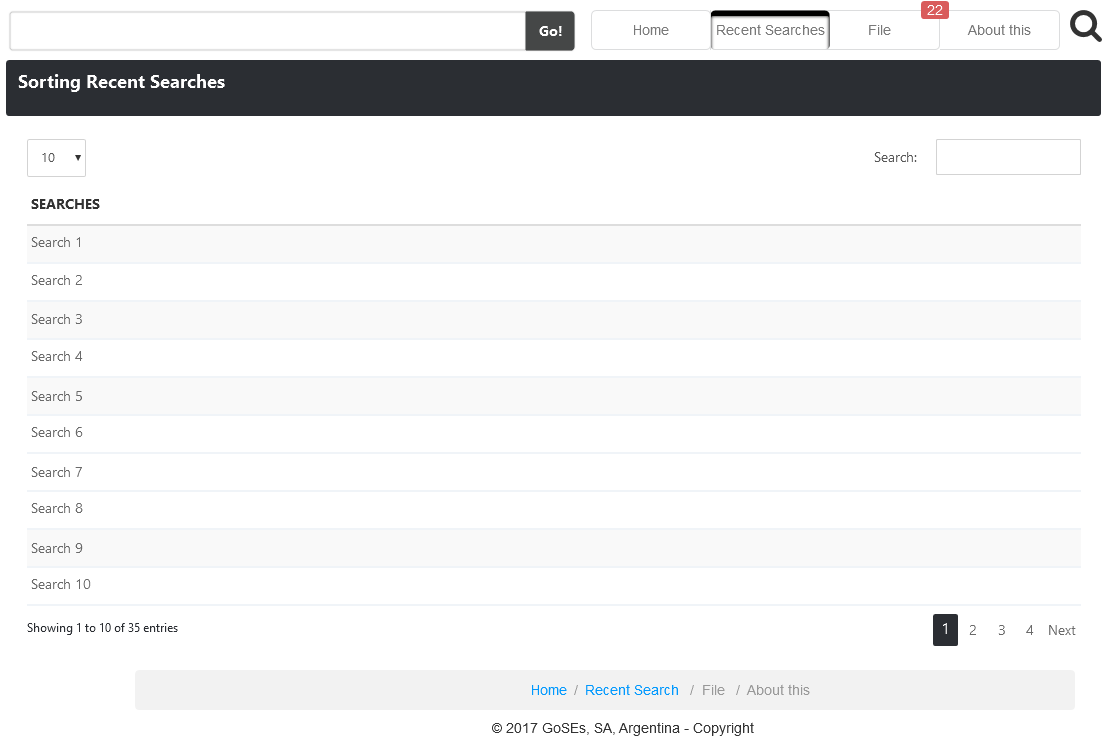 Go! Home Recent Searches File 22 About this
Sorting Recent Searches
10 Search:
SEARCHES
Search 1
Search 2
Search 3
Search 4
Search 5
Search 6
Search 7
Search 8
Search 9
Search 10
Showing 1 to 10 of 35 entries 1 2 3 4 Next
Home / Recent Search / File / About this
© 2017 GoSEs, SA, Argentina - Copyright